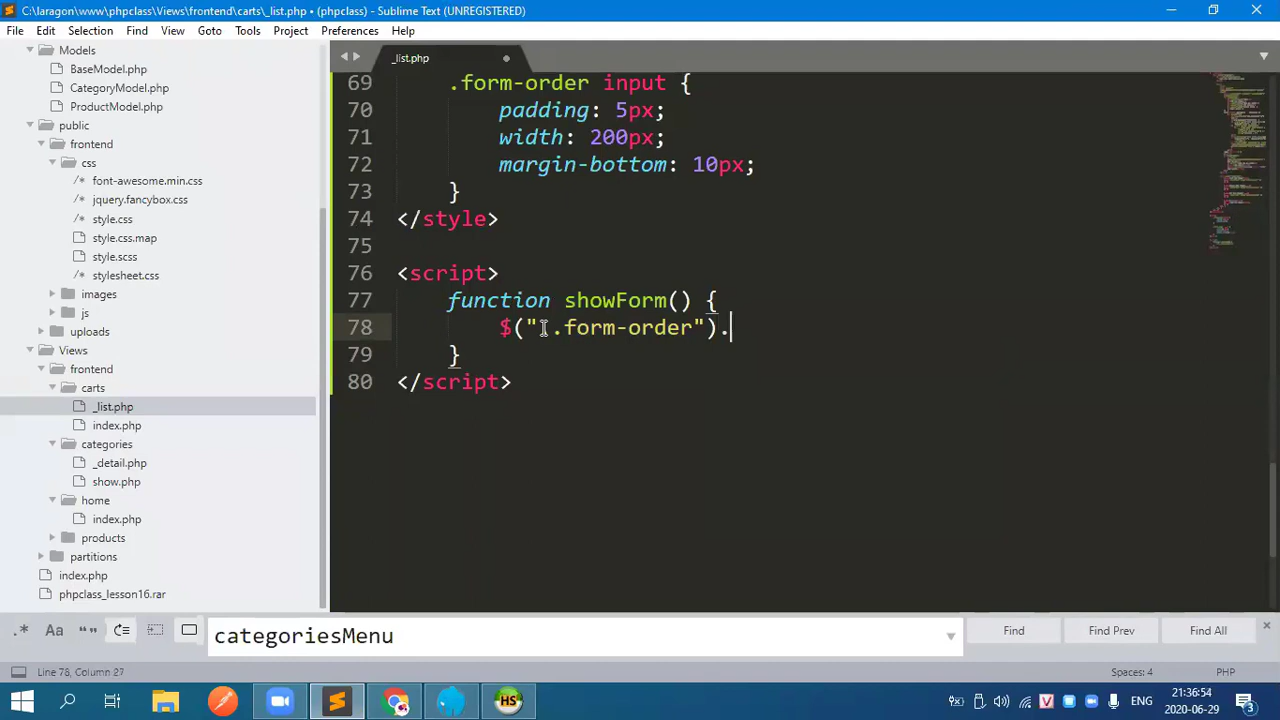 C:\laragon\www\phpclass\Views\frontend\carts\_list.php • (phpclass) - Sublime Text (UNREGISTERED)
File Edit Selection Find View Goto Tools Project Preferences Help
Models
BaseModel.php
CategoryModel.php
ProductModel.php
public
frontend
css
/* font-awesome.min.css
/* jquery.fancybox.css
/* style.css
style.css.map
style.scss
/* stylesheet.css
images
js
uploads
Views
frontend
carts
_list.php
index.php
categories
_detail.php
show.php
home
index.php
products
partitions
index.php
phpclass_lesson16.rar
_list.php
69 .form-order input {
70 padding: 5px;
71 width: 200px;
72 margin-bottom: 10px;
73 }
74 </style>
75
76 <script>
77 function showForm() {
78 $(".form-order").
79 }
80 </script>
.* Aa “” categoriesMenu Find Find Prev Find All
Line 78, Column 27 Spaces: 4 PHP
HS V ENG 21:36:54
2020-06-29 3